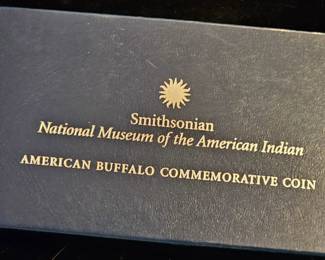 Smithsonian
National Museum of the American Indian
AMERICAN BUFFALO COMMEMORATIVE COIN